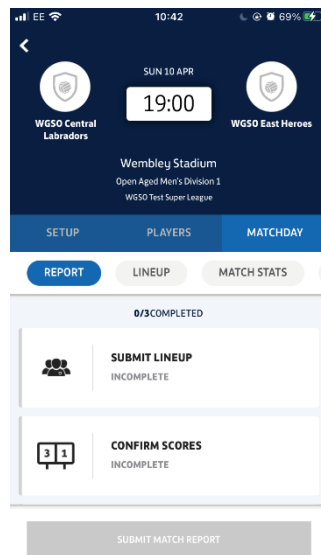 EE 10:42 69%
SUN 10 APR
19:00
WGSO Central
Labradors
WGSO East Heroes
Wembley Stadium
Open Aged Men's Division 1
WGSO Test Super League
SETUP PLAYERS MATCHDAY
REPORT LINEUP MATCH STATS
0/3COMPLETED
SUBMIT LINEUP
INCOMPLETE
3 1
CONFIRM SCORES
INCOMPLETE
SUBMIT MATCH REPORT